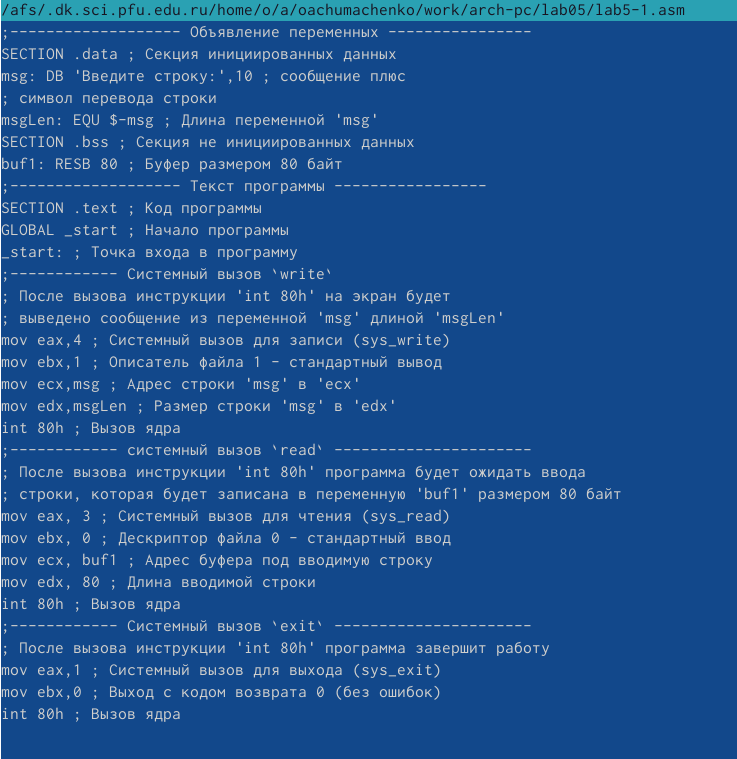 /afs/.dk.sci.pfu.edu.ru/home/o/a/oachumachenko/work/arch-pc/lab05/lab5-1.asm
;------------------- Объявление переменных ----------------
SECTION .data ; Секция инициированных данных
msg: DB 'Введите строку:',10 ; сообщение плюс
; символ перевода строки
msgLen: EQU $-msg ; Длина переменной 'msg'
SECTION .bss ; Секция не инициированных данных
buf1: RESB 80 ; Буфер размером 80 байт
;------------------- Текст программы -----------------
SECTION .text ; Код программы
GLOBAL _start ; Начало программы
_start: ; Точка входа в программу
;------------ Системный вызов `write`
; После вызова инструкции 'int 80h' на экран будет
; выведено сообщение из переменной 'msg' длиной 'msgLen'
mov eax,4 ; Системный вызов для записи (sys_write)
mov ebx,1 ; Описатель файла 1 - стандартный вывод
mov ecx,msg ; Адрес строки 'msg' в 'ecx'
mov edx,msgLen ; Размер строки 'msg' в 'edx'
int 80h ; Вызов ядра
;------------ системный вызов `read` ----------------------
; После вызова инструкции 'int 80h' программа будет ожидать ввода
; строки, которая будет записана в переменную 'buf1' размером 80 байт
mov eax, 3 ; Системный вызов для чтения (sys_read)
mov ebx, 0 ; Дескриптор файла 0 - стандартный ввод
mov ecx, buf1 ; Адрес буфера под вводимую строку
mov edx, 80 ; Длина вводимой строки
int 80h ; Вызов ядра
;------------ Системный вызов `exit` ----------------------
; После вызова инструкции 'int 80h' программа завершит работу
mov eax,1 ; Системный вызов для выхода (sys_exit)
mov ebx,0 ; Выход с кодом возврата 0 (без ошибок)
int 80h ; Вызов ядра